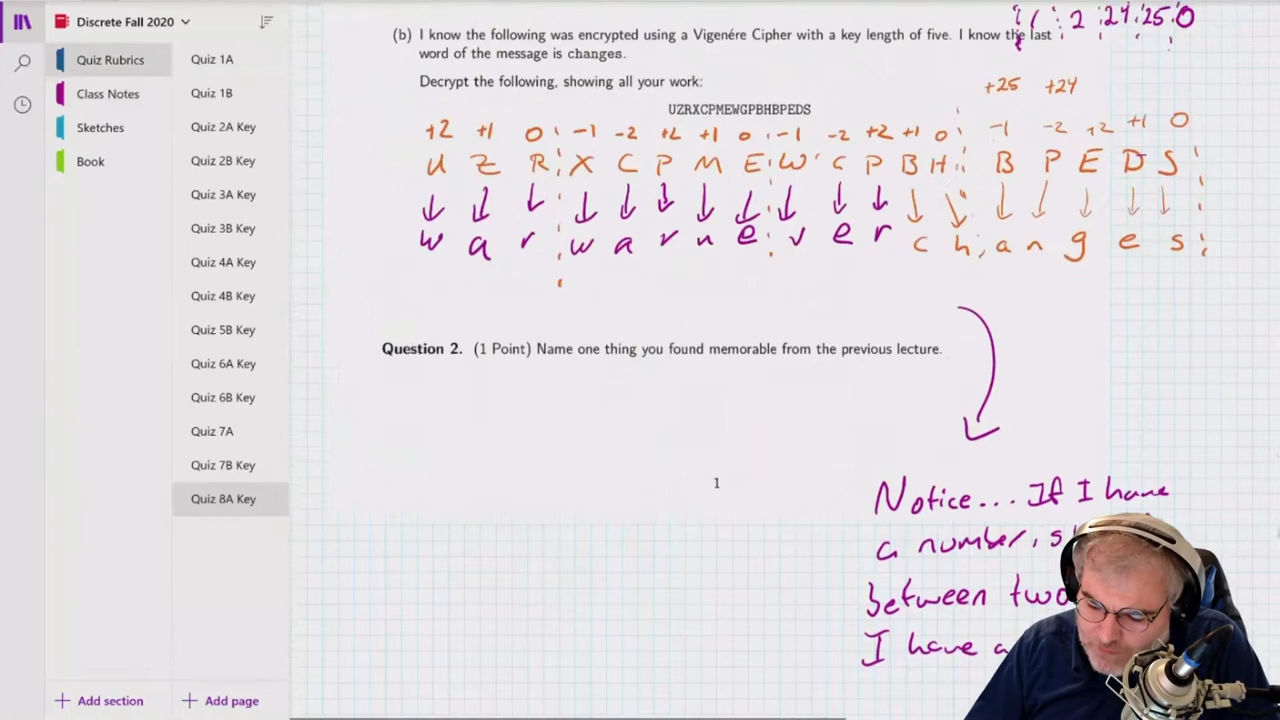 Discrete Fall 2020
Quiz Rubrics
Class Notes
Sketches
Book
Quiz 1A
Quiz 1B
Quiz 2A Key
Quiz 2B Key
Quiz 3A Key
Quiz 3B Key
Quiz 4A Key
Quiz 4B Key
Quiz 5B Key
Quiz 6A Key
Quiz 6B Key
Quiz 7A
Quiz 7B Key
Quiz 8A Key
Add section
Add page
2 24 25 0
(b) I know the following was encrypted using a Vigenére Cipher with a key length of five. I know the last
word of the message is changes.
Decrypt the following, showing all your work:
+25 +24
UZRXCPMEWGPBHBPEDS
+2 +1 0 -1 -2 +2 +1 0 -1 -2 +2 +1 0 -1 -2 +2 +1 0
U Z R X C P M E W C P B H B P E D S
w a r w a r n e v e r c h a n g e s
Question 2. (1 Point) Name one thing you found memorable from the previous lecture.
1
Notice... If I have
a number,
between two
I have